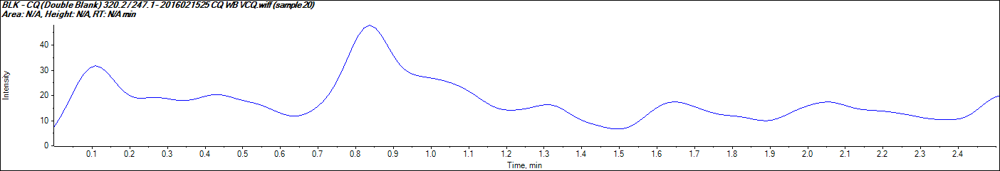 BLK - CQ (Double Blank) 320.2 / 247.1 - 2016021525 CQ WB VCQ.wiff (sample 20)
Area: N/A, Height: N/A, RT: N/A min
Intensity
40
30
20
10
0
0.1 0.2 0.3 0.4 0.5 0.6 0.7 0.8 0.9 1.0 1.1 1.2 1.3 1.4 1.5 1.6 1.7 1.8 1.9 2.0 2.1 2.2 2.3 2.4
Time, min